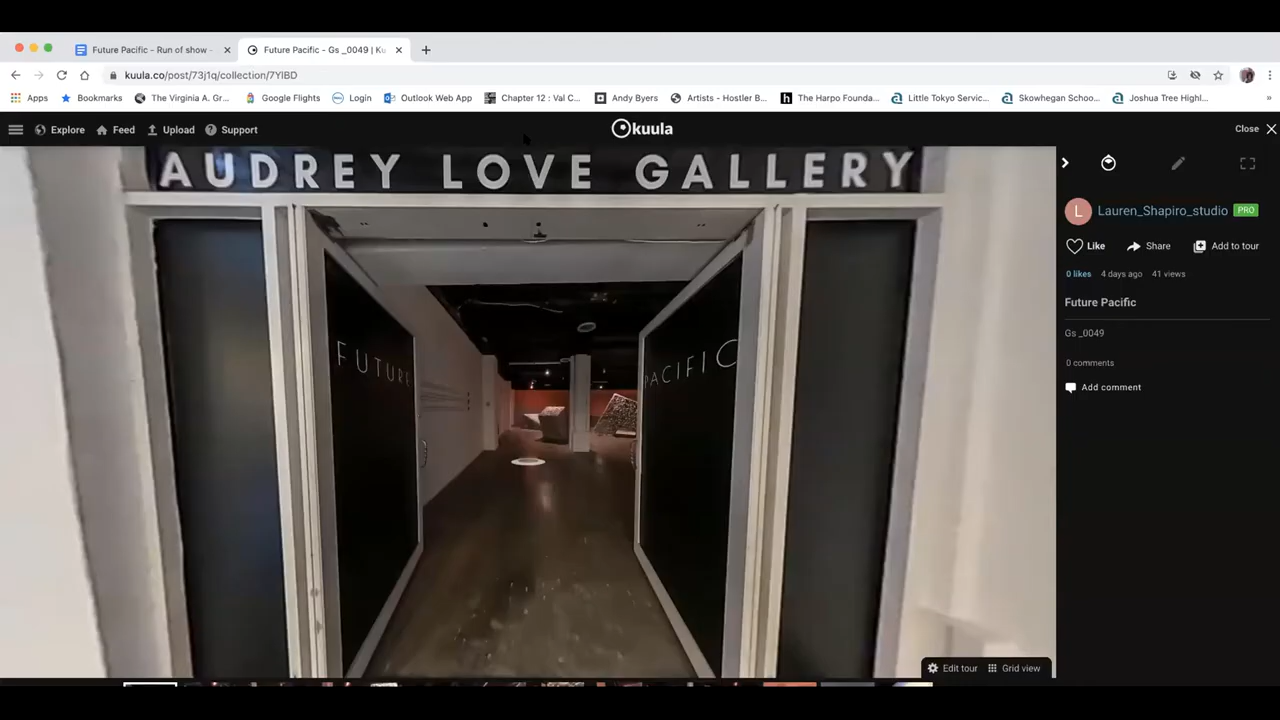 Future Pacific - Run of show -
Future Pacific - Gs _0049 | Ku
kuula.co/post/73j1q/collection/7YlBD
Apps
Bookmarks
The Virginia A. Gr...
Google Flights
Login
Outlook Web App
Chapter 12 : Val C...
Andy Byers
Artists - Hostler B...
The Harpo Founda...
Little Tokyo Servic...
Skowhegan Schoo...
Joshua Tree Highl...
Explore
Feed
Upload
Support
kuula
Close
AUDREY LOVE GALLERY
FUTURE
PACIFIC
L
Lauren_Shapiro_studio
PRO
Like
Share
Add to tour
0 likes
4 days ago
41 views
Future Pacific
Gs _0049
0 comments
Add comment
Edit tour
Grid view